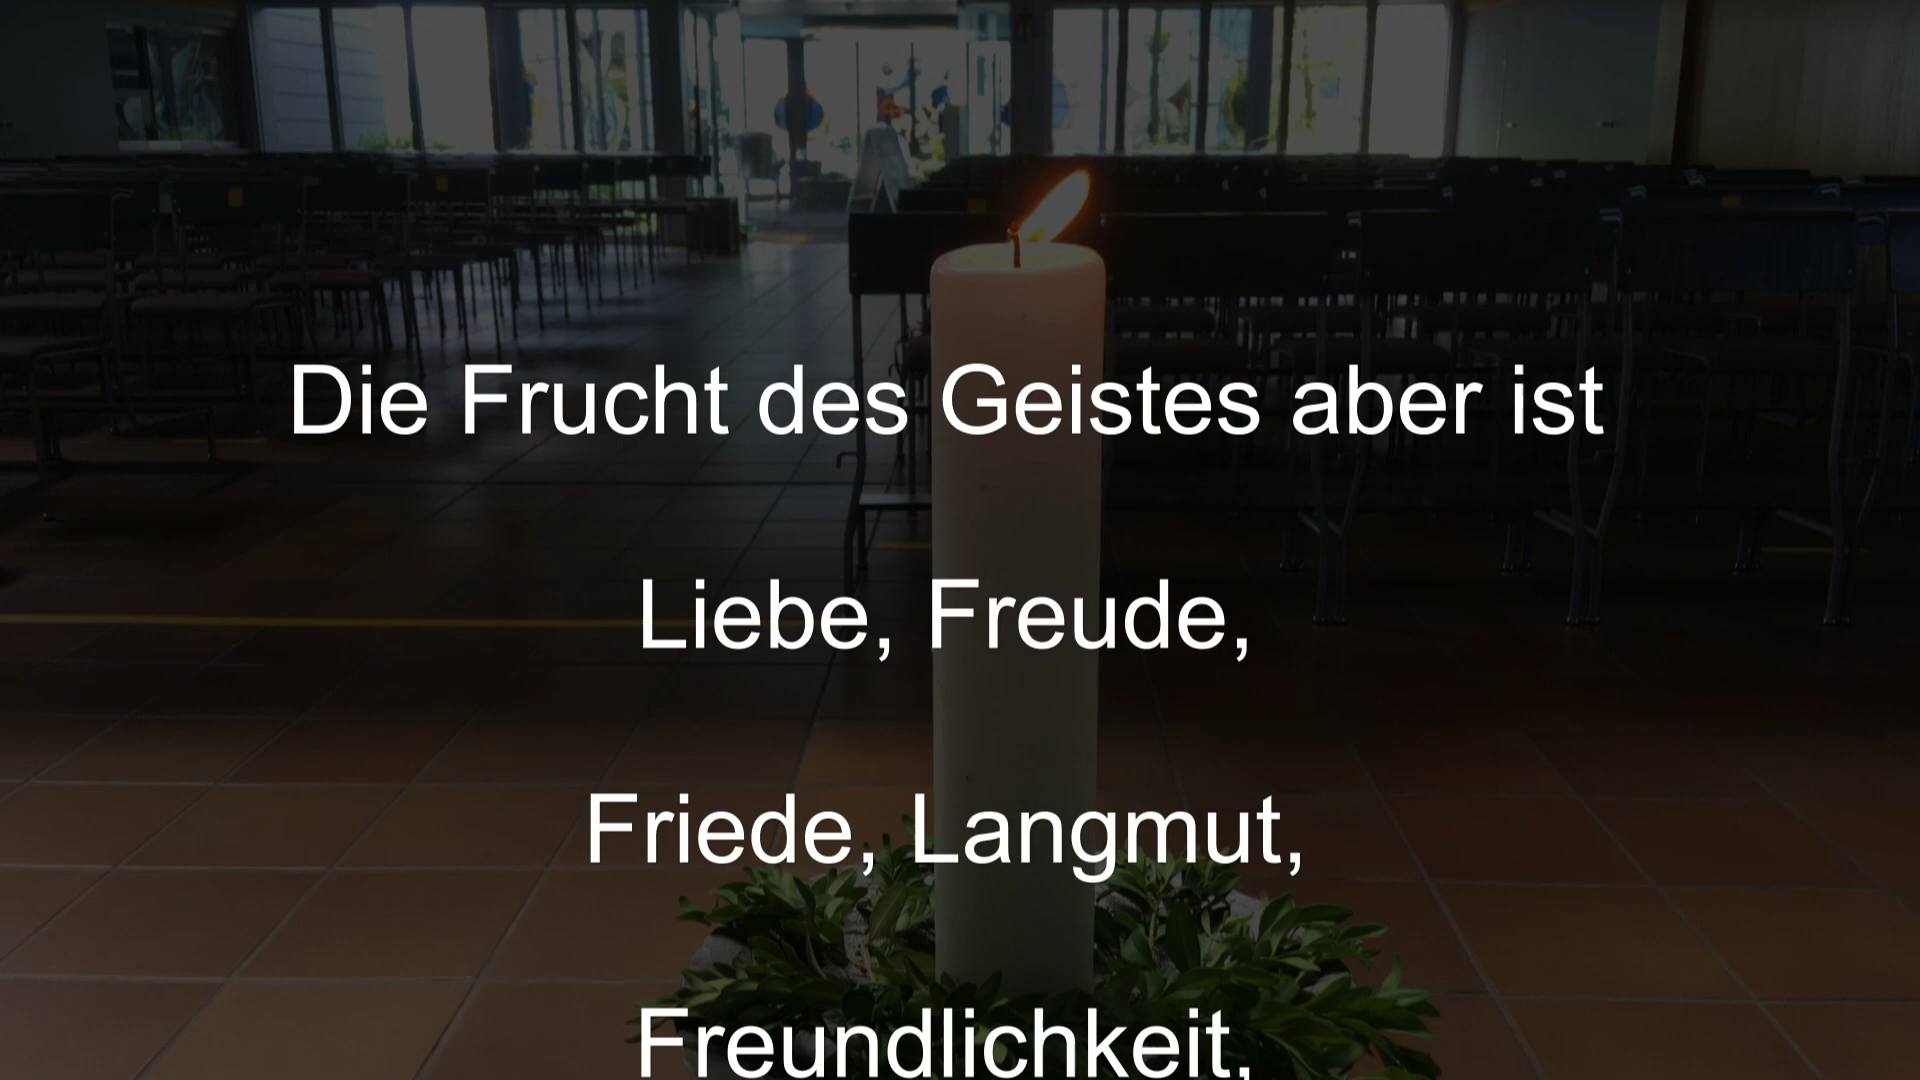 Die Frucht des Geistes aber ist
Liebe, Freude,
Friede, Langmut,
Freundlichkeit,